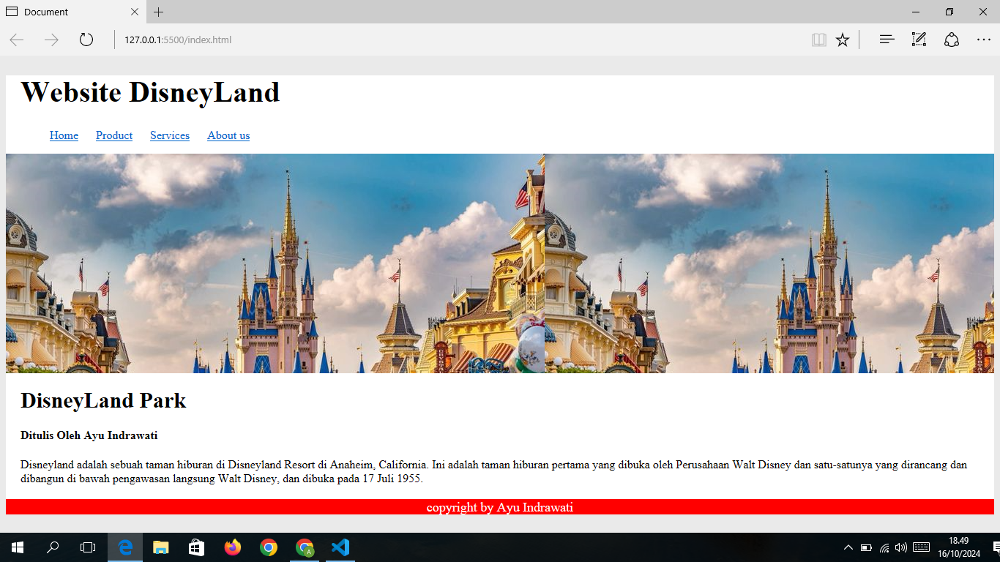 Document
127.0.0.1:5500/index.html
Website DisneyLand
Home Product Services About us
CRYSTAL
DisneyLand Park
Ditulis Oleh Ayu Indrawati
Disneyland adalah sebuah taman hiburan di Disneyland Resort di Anaheim, California. Ini adalah taman hiburan pertama yang dibuka oleh Perusahaan Walt Disney dan satu-satunya yang dirancang dan
dibangun di bawah pengawasan langsung Walt Disney, dan dibuka pada 17 Juli 1955.
copyright by Ayu Indrawati
A
18.49
16/10/2024